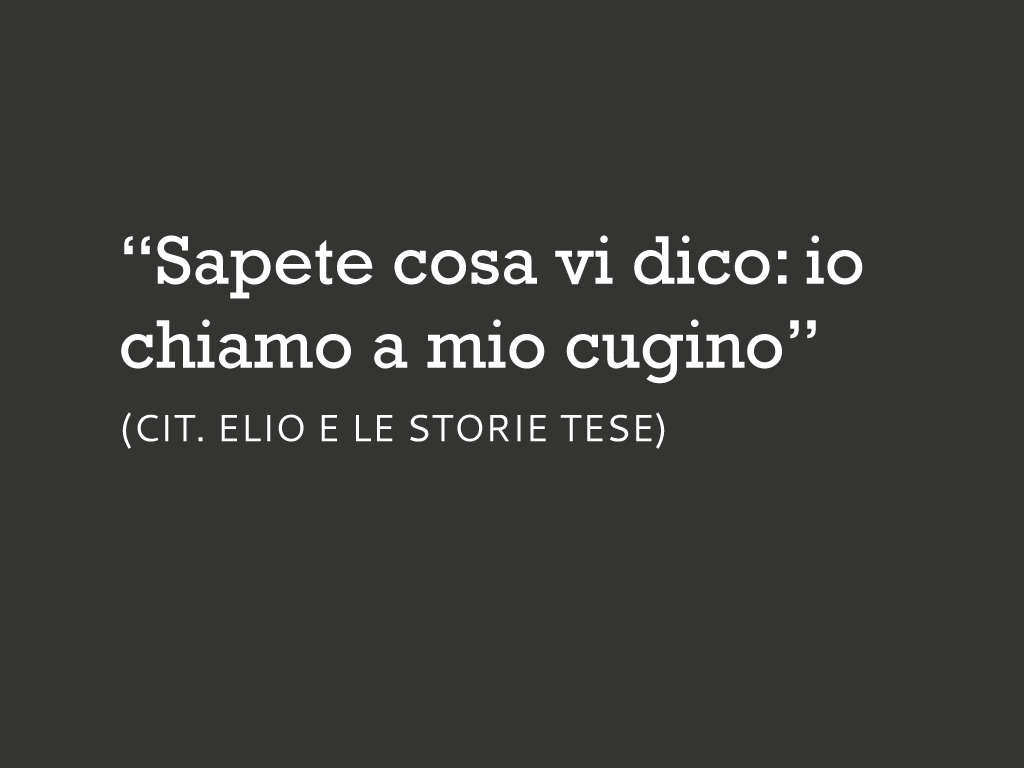 “Sapete cosa vi dico: io
chiamo a mio cugino”
(CIT. ELIO E LE STORIE TESE)